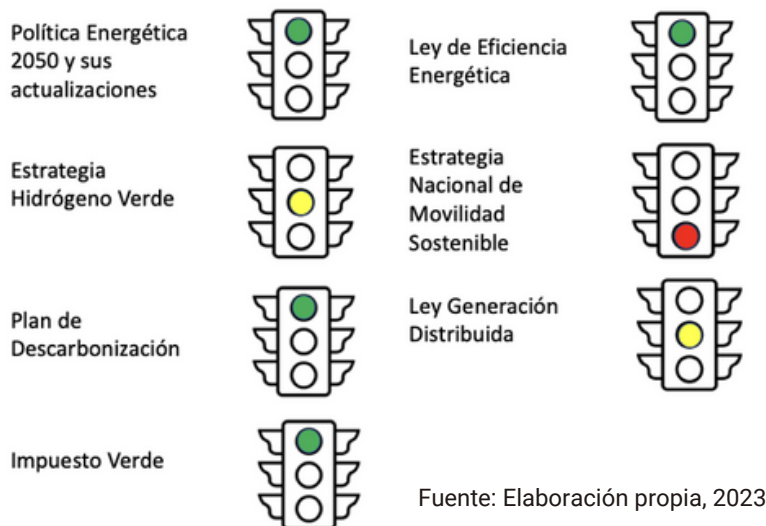 Política Energética
2050 y sus
actualizaciones
Ley de Eficiencia
Energética
Estrategia
Hidrógeno Verde
Estrategia
Nacional de
Movilidad
Sostenible
Plan de
Descarbonización
Ley Generación
Distribuida
Impuesto Verde
Fuente: Elaboración propia, 2023